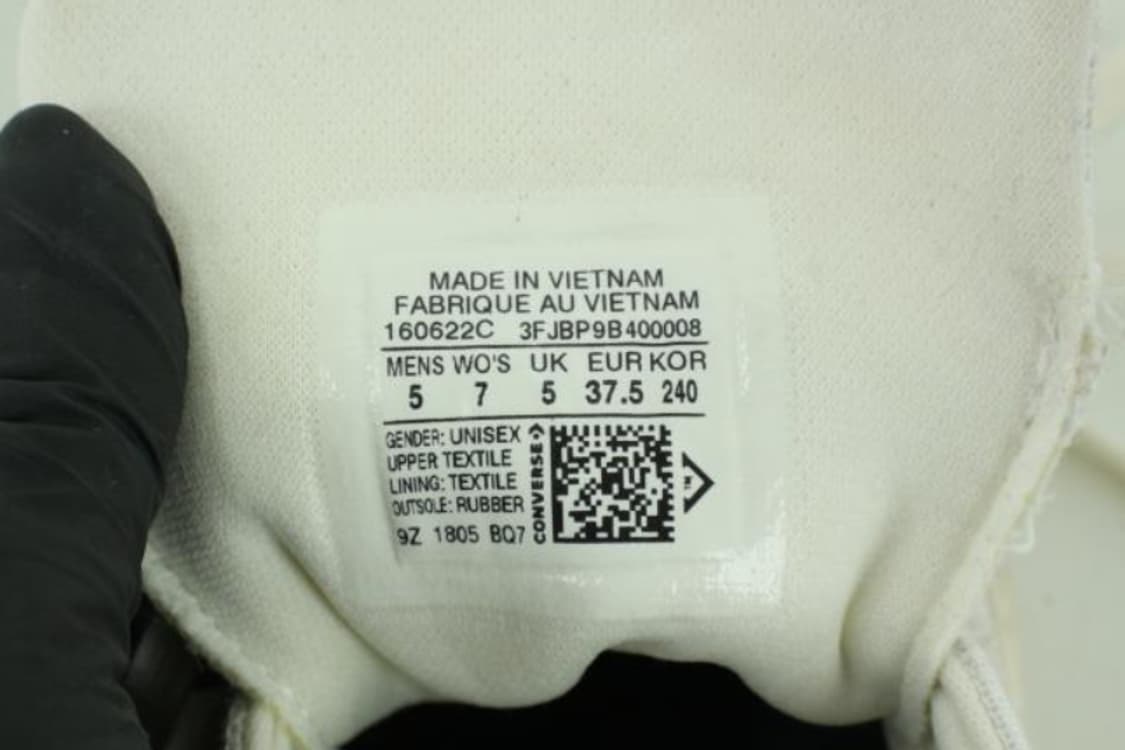 MADE IN VIETNAM
FABRIQUE AU VIETNAM
160622C 3FJBP9B400008
MENS WO'S UK EUR KOR
5 7 5 37.5 240
GENDER: UNISEX
UPPER TEXTILE
LINING: TEXTILE
OUTSOLE: RUBBER
9Z 1805 BQ7
CONVERSE
TM